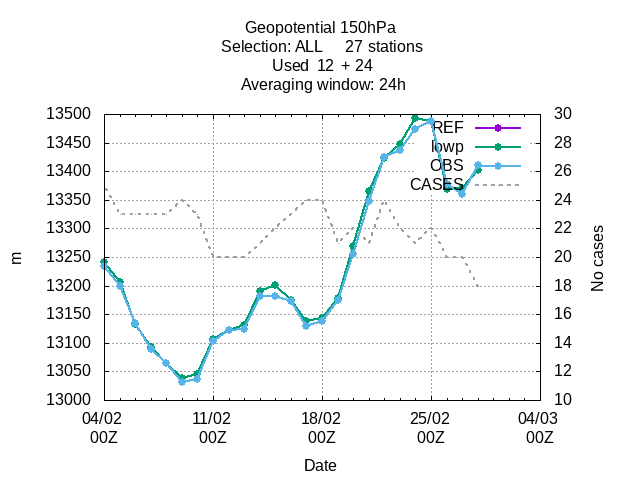 Geopotential 150hPa
Selection: ALL 27 stations
Used 12 + 24
Averaging window: 24h
13500
13450
13400
13350
13300
13250
13200
13150
13100
13050
13000
m
30
28
26
24
22
20
18
16
14
12
10
No cases
REF
lowp
OBS
CASES
04/02 11/02 18/02 25/02 04/03
00Z 00Z 00Z 00Z 00Z
Date